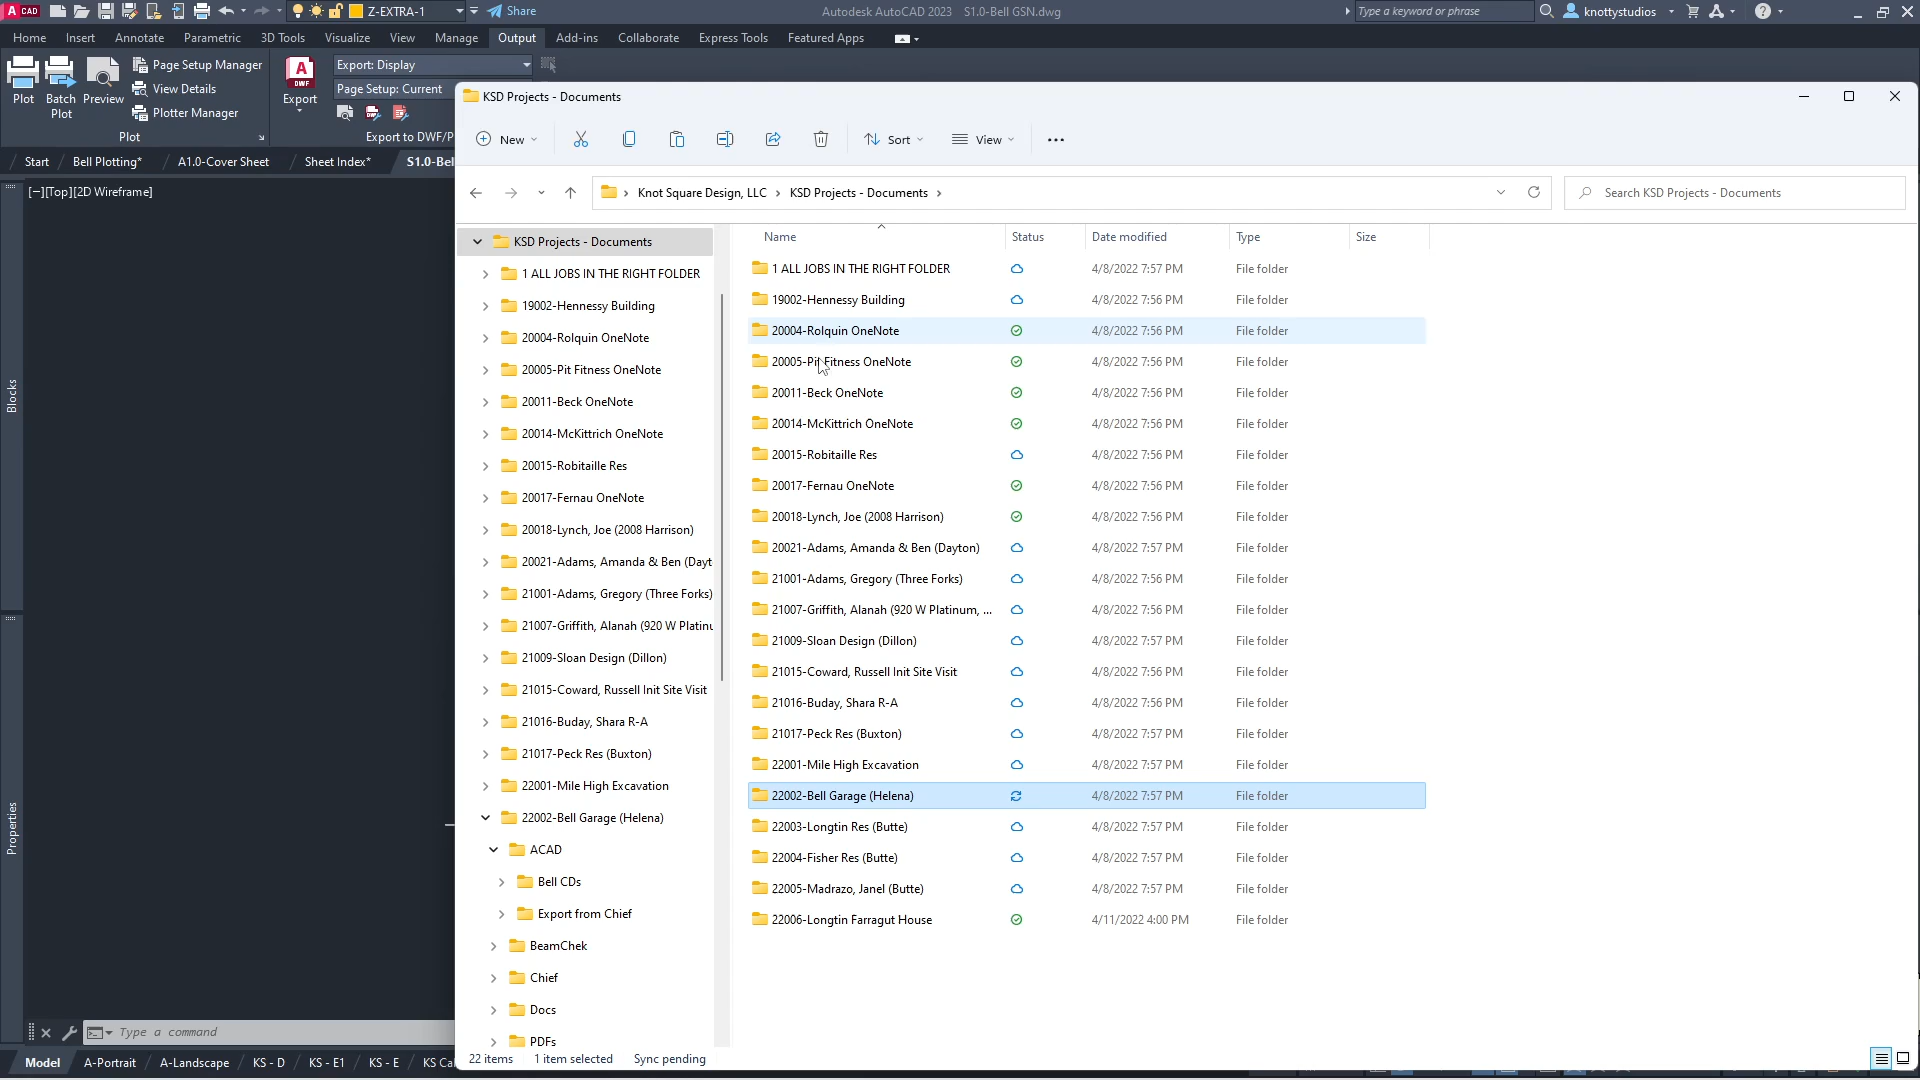 CAD
Z-EXTRA-1
Share
Autodesk AutoCAD 2023 S1.0-Bell GSN.dwg
Type a keyword or phrase
knottystudios
Home
Insert
Annotate
Parametric
3D Tools
Visualize
View
Manage
Output
Add-ins
Collaborate
Express Tools
Featured Apps
Plot
Batch Plot
Preview
Page Setup Manager
View Details
Plotter Manager
Plot
DWF
Export
Export: Display
Page Setup: Current
Export to DWF/P
Start
Bell Plotting*
A1.0-Cover Sheet
Sheet Index*
S1.0-Bel
[−][Top][2D Wireframe]
Blocks
Properties
Type a command
Model
A-Portrait
A-Landscape
KS - D
KS - E1
KS - E
KS Cal
KSD Projects - Documents
New
Sort
View
Knot Square Design, LLC
KSD Projects - Documents
Search KSD Projects - Documents
KSD Projects - Documents
1 ALL JOBS IN THE RIGHT FOLDER
19002-Hennessy Building
20004-Rolquin OneNote
20005-Pit Fitness OneNote
20011-Beck OneNote
20014-McKittrich OneNote
20015-Robitaille Res
20017-Fernau OneNote
20018-Lynch, Joe (2008 Harrison)
20021-Adams, Amanda & Ben (Dayt
21001-Adams, Gregory (Three Forks)
21007-Griffith, Alanah (920 W Platinu
21009-Sloan Design (Dillon)
21015-Coward, Russell Init Site Visit
21016-Buday, Shara R-A
21017-Peck Res (Buxton)
22001-Mile High Excavation
22002-Bell Garage (Helena)
ACAD
Bell CDs
Export from Chief
BeamChek
Chief
Docs
PDFs
Name Status Date modified Type Size
1 ALL JOBS IN THE RIGHT FOLDER 4/8/2022 7:57 PM File folder
19002-Hennessy Building 4/8/2022 7:56 PM File folder
20004-Rolquin OneNote 4/8/2022 7:56 PM File folder
20005-Pit Fitness OneNote 4/8/2022 7:56 PM File folder
20011-Beck OneNote 4/8/2022 7:56 PM File folder
20014-McKittrich OneNote 4/8/2022 7:56 PM File folder
20015-Robitaille Res 4/8/2022 7:56 PM File folder
20017-Fernau OneNote 4/8/2022 7:56 PM File folder
20018-Lynch, Joe (2008 Harrison) 4/8/2022 7:56 PM File folder
20021-Adams, Amanda & Ben (Dayton) 4/8/2022 7:57 PM File folder
21001-Adams, Gregory (Three Forks) 4/8/2022 7:56 PM File folder
21007-Griffith, Alanah (920 W Platinum, ... 4/8/2022 7:56 PM File folder
21009-Sloan Design (Dillon) 4/8/2022 7:57 PM File folder
21015-Coward, Russell Init Site Visit 4/8/2022 7:56 PM File folder
21016-Buday, Shara R-A 4/8/2022 7:56 PM File folder
21017-Peck Res (Buxton) 4/8/2022 7:57 PM File folder
22001-Mile High Excavation 4/8/2022 7:57 PM File folder
22002-Bell Garage (Helena) 4/8/2022 7:57 PM File folder
22003-Longtin Res (Butte) 4/8/2022 7:57 PM File folder
22004-Fisher Res (Butte) 4/8/2022 7:57 PM File folder
22005-Madrazo, Janel (Butte) 4/8/2022 7:57 PM File folder
22006-Longtin Farragut House 4/11/2022 4:00 PM File folder
22 items 1 item selected Sync pending